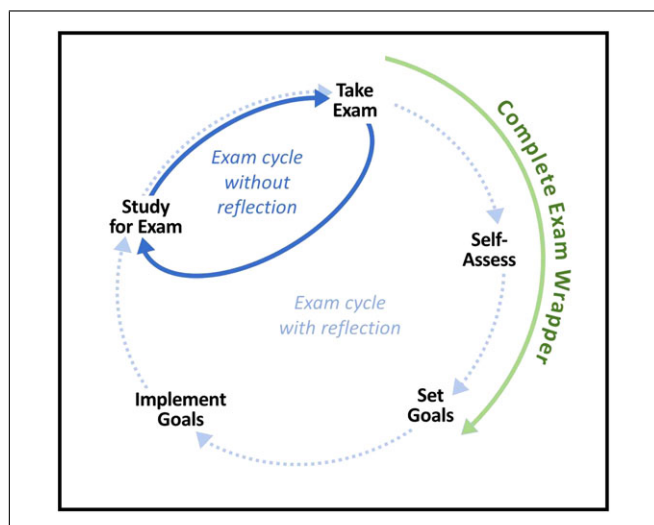 Take
Exam
Exam cycle
without
reflection
Study
for Exam
Self-
Assess
Exam cycle
with reflection
Implement
Goals
Set
Goals
Complete Exam Wrapper